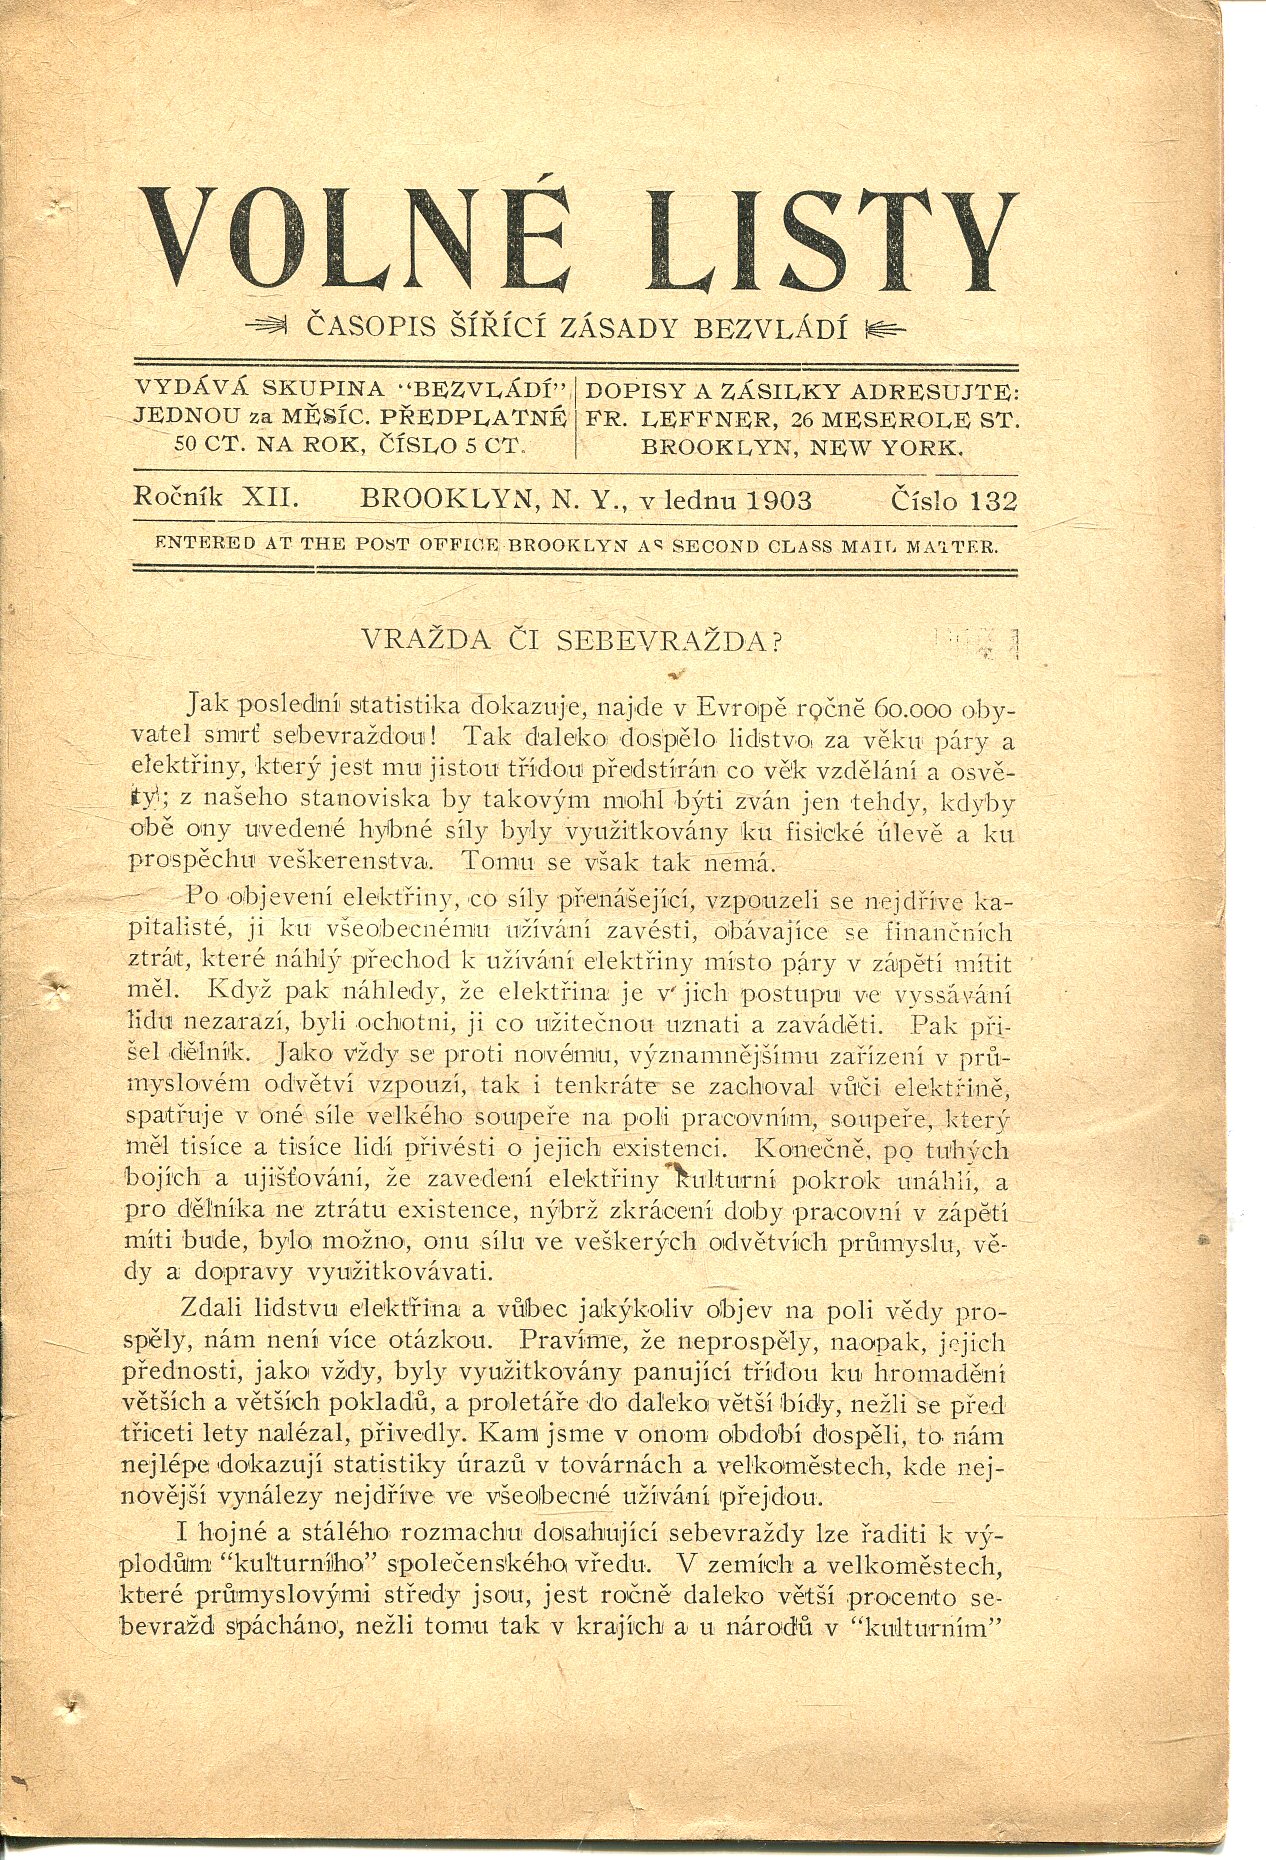 VOLNÉ LISTY
ČASOPIS ŠÍŘÍCÍ ZÁSADY BEZVLÁDÍ
VYDÁVÁ SKUPINA “BEZVLÁDÍ”
JEDNOU za MĚSÍC. PŘEDPLATNÉ
50 CT. NA ROK, ČÍSLO 5 CT.
DOPISY A ZÁSILKY ADRESUJTE:
FR. LEFFNER, 26 MESEROLE ST.
BROOKLYN, NEW YORK.
Ročník XII. BROOKLYN, N. Y., v lednu 1903 Číslo 132
ENTERED AT THE POST OFFICE BROOKLYN AS SECOND CLASS MAIL MATTER.
VRAŽDA ČI SEBEVRAŽDA?
Jak poslední statistika dokazuje, najde v Evropě ročně 60.000 oby-
vatel smrť sebevraždou! Tak daleko dospělo lidstvo za věku páry a
elektřiny, který jest mu jistou třídou předstírán co věk vzdělání a osvě-
ty; z našeho stanoviska by takovým mohl býti zván jen tehdy, kdyby
obě ony uvedené hybné síly byly využitkovány ku fisické úlevě a ku
prospěchu veškerenstva. Tomu se však tak nemá.
Po objevení elektřiny, co síly přenášející, vzpouzeli se nejdříve ka-
pitalisté, ji ku všeobecnému užívání zavésti, obávajíce se finančních
ztrát, které náhlý přechod k užívání elektřiny místo páry v zápětí mítit
měl. Když pak náhledy, že elektřina je v jich postupu ve vyssávání
lidu nezarazí, byli ochotni, ji co užitečnou uznati a zaváděti. Pak při-
šel dělník. Jako vždy se proti novému, významnějšímu zařízení v prů-
myslovém odvětví vzpouzí, tak i tenkráte se zachoval vůči elektřině,
spatřuje v oné síle velkého soupeře na poli pracovním, soupeře, který
měl tisíce a tisíce lidí přivésti o jejich existenci. Konečně, po tuhých
bojích a ujišťování, že zavedení elektřiny kulturní pokrok unáhlí, a
pro dělníka ne ztrátu existence, nýbrž zkrácení doby pracovní v zápětí
míti bude, bylo možno, onu sílu ve veškerých odvětvích průmyslu, vě-
dy a dopravy využitkovávati.
Zdali lidstvu elektřina a vůbec jakýkoliv objev na poli vědy pro-
spěly, nám není více otázkou. Pravíme, že neprospěly, naopak, jejich
přednosti, jako vždy, byly využitkovány panující třídou ku hromadění
větších a větších pokladů, a proletáře do daleko větší bídy, nežli se před
třiceti lety nalézal, přivedly. Kam jsme v onom období dospěli, to nám
nejlépe dokazují statistiky úrazů v továrnách a velkoměstech, kde nej-
novější vynálezy nejdříve ve všeobecné užívání přejdou.
I hojné a stálého rozmachu dosahující sebevraždy lze řaditi k vý-
plodům “kulturního” společenského vředu. V zemích a velkoměstech,
které průmyslovými středy jsou, jest ročně daleko větší procento se-
bevražd spácháno, nežli tomu tak v krajích a u národů v “kulturním”